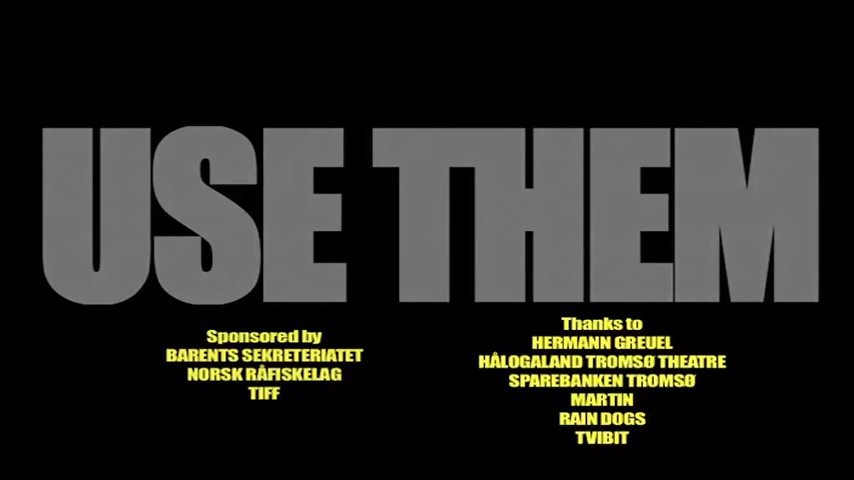 USE THEM
Sponsored by
BARENTS SEKRETERIATET
NORSK RÅFISKELAG
TIFF
Thanks to
HERMANN GREUEL
HÅLOGALAND TROMSØ THEATRE
SPAREBANKEN TROMSØ
MARTIN
RAIN DOGS
TVIBIT